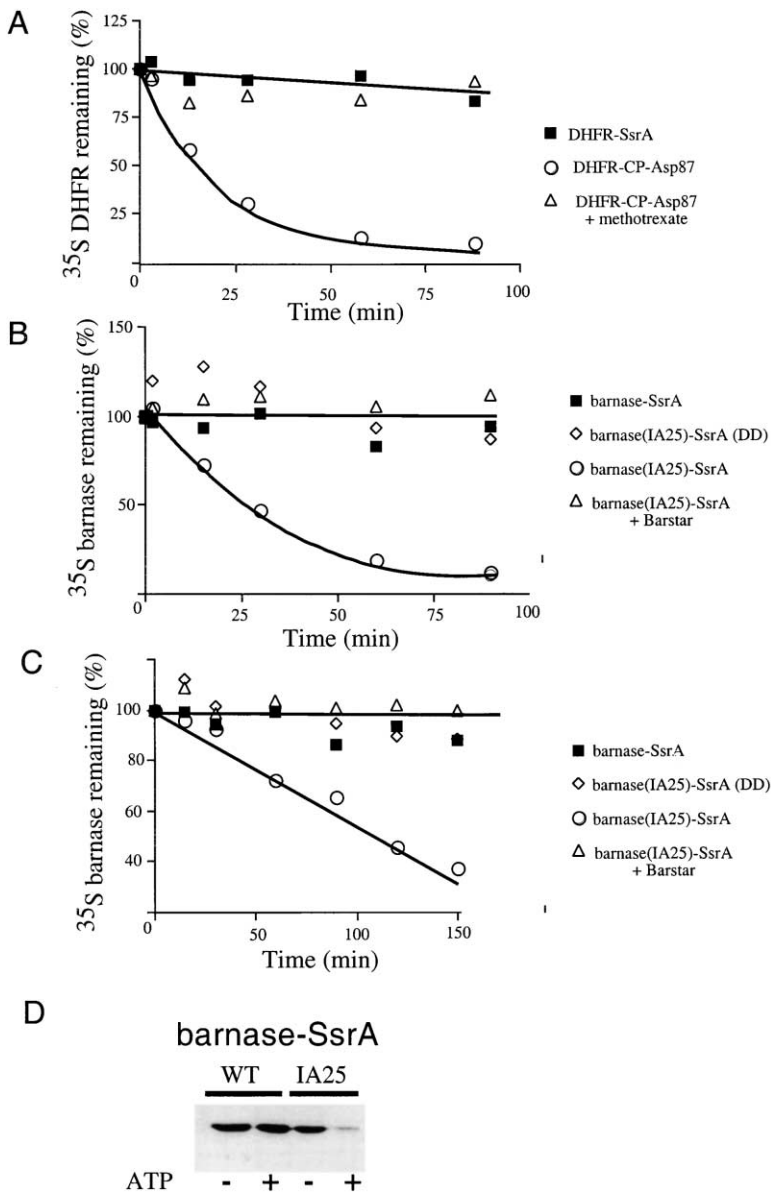 A
125
100
75
50
25
0
25
50
75
100
³⁵S DHFR remaining (%)
Time (min)
DHFR-SsrA
DHFR-CP-Asp87
DHFR-CP-Asp87
+ methotrexate
B
150
100
50
0
25
50
75
100
³⁵S barnase remaining (%)
Time (min)
barnase-SsrA
barnase(IA25)-SsrA (DD)
barnase(IA25)-SsrA
barnase(IA25)-SsrA
+ Barstar
C
100
80
60
40
0
50
100
150
³⁵S barnase remaining (%)
Time (min)
barnase-SsrA
barnase(IA25)-SsrA (DD)
barnase(IA25)-SsrA
barnase(IA25)-SsrA
+ Barstar
D
barnase-SsrA
WT IA25
ATP - + - +